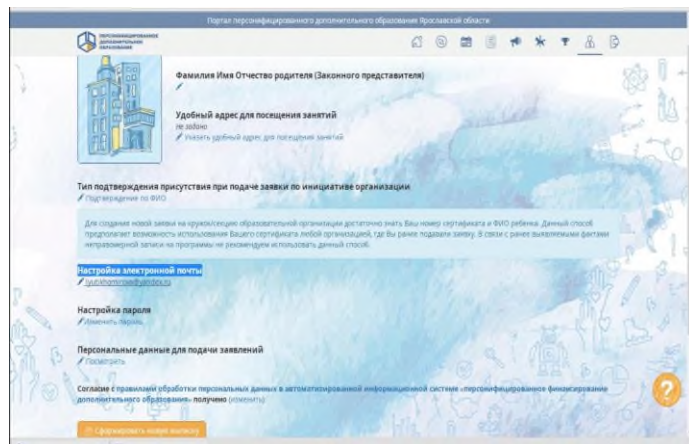 Портал персонифицированного дополнительного образования Ярославской области
ПЕРСОНИФИЦИРОВАННОЕ
ДОПОЛНИТЕЛЬНОЕ
ОБРАЗОВАНИЕ
Фамилия Имя Отчество родителя (Законного представителя)
Удобный адрес для посещения занятий
не задано
Указать удобный адрес для посещения занятий
Тип подтверждения присутствия при подаче заявки по инициативе организации
Подтверждение по ФИО
Для создания новой заявки на кружок/секцию образовательной организации достаточно знать Ваш номер сертификата и ФИО ребенка. Данный способ
предполагает возможность использования Вашего сертификата любой организацией, где Вы ранее подавали заявку. В связи с ранее выявляемыми фактами
неправомерной записи на программы не рекомендуем использовать данный способ.
Настройка электронной почты
Настройка пароля
Изменить пароль
Персональные данные для подачи заявлений
Посмотреть
Согласие с правилами обработки персональных данных в автоматизированной информационной системе «персонифицированное финансирование
дополнительного образования» получено (изменить)
Сформировать новую выписку
?